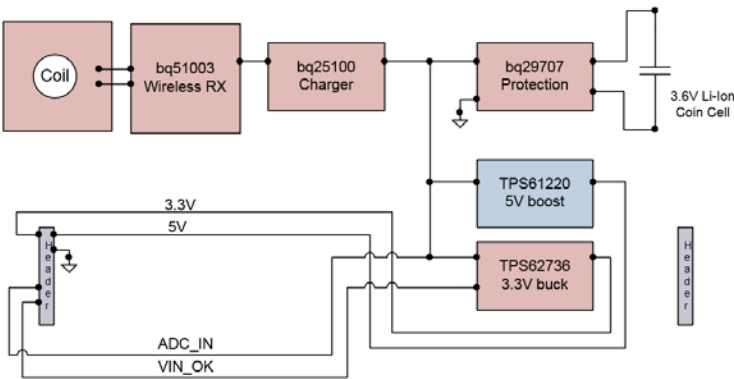 Coil
bq51003
Wireless RX
bq25100
Charger
bq29707
Protection
3.6V Li-Ion
Coin Cell
TPS61220
5V boost
3.3V
5V
Header
TPS62736
3.3V buck
Header
ADC_IN
VIN_OK